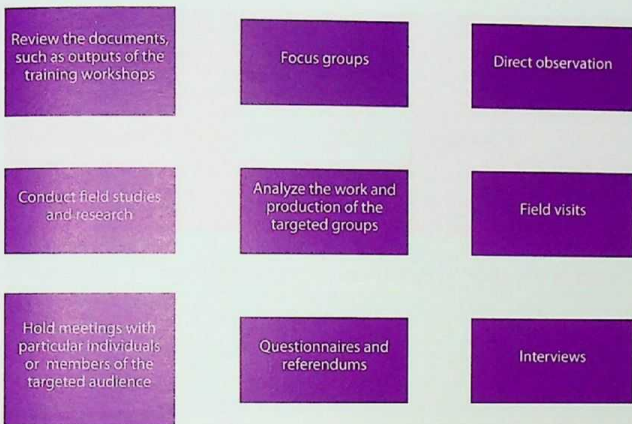 Review the documents,
such as outputs of the
training workshops
Focus groups
Direct observation
Conduct field studies
and research
Analyze the work and
production of the
targeted groups
Field visits
Hold meetings with
particular individuals
or members of the
targeted audience
Questionnaires and
referendums
Interviews